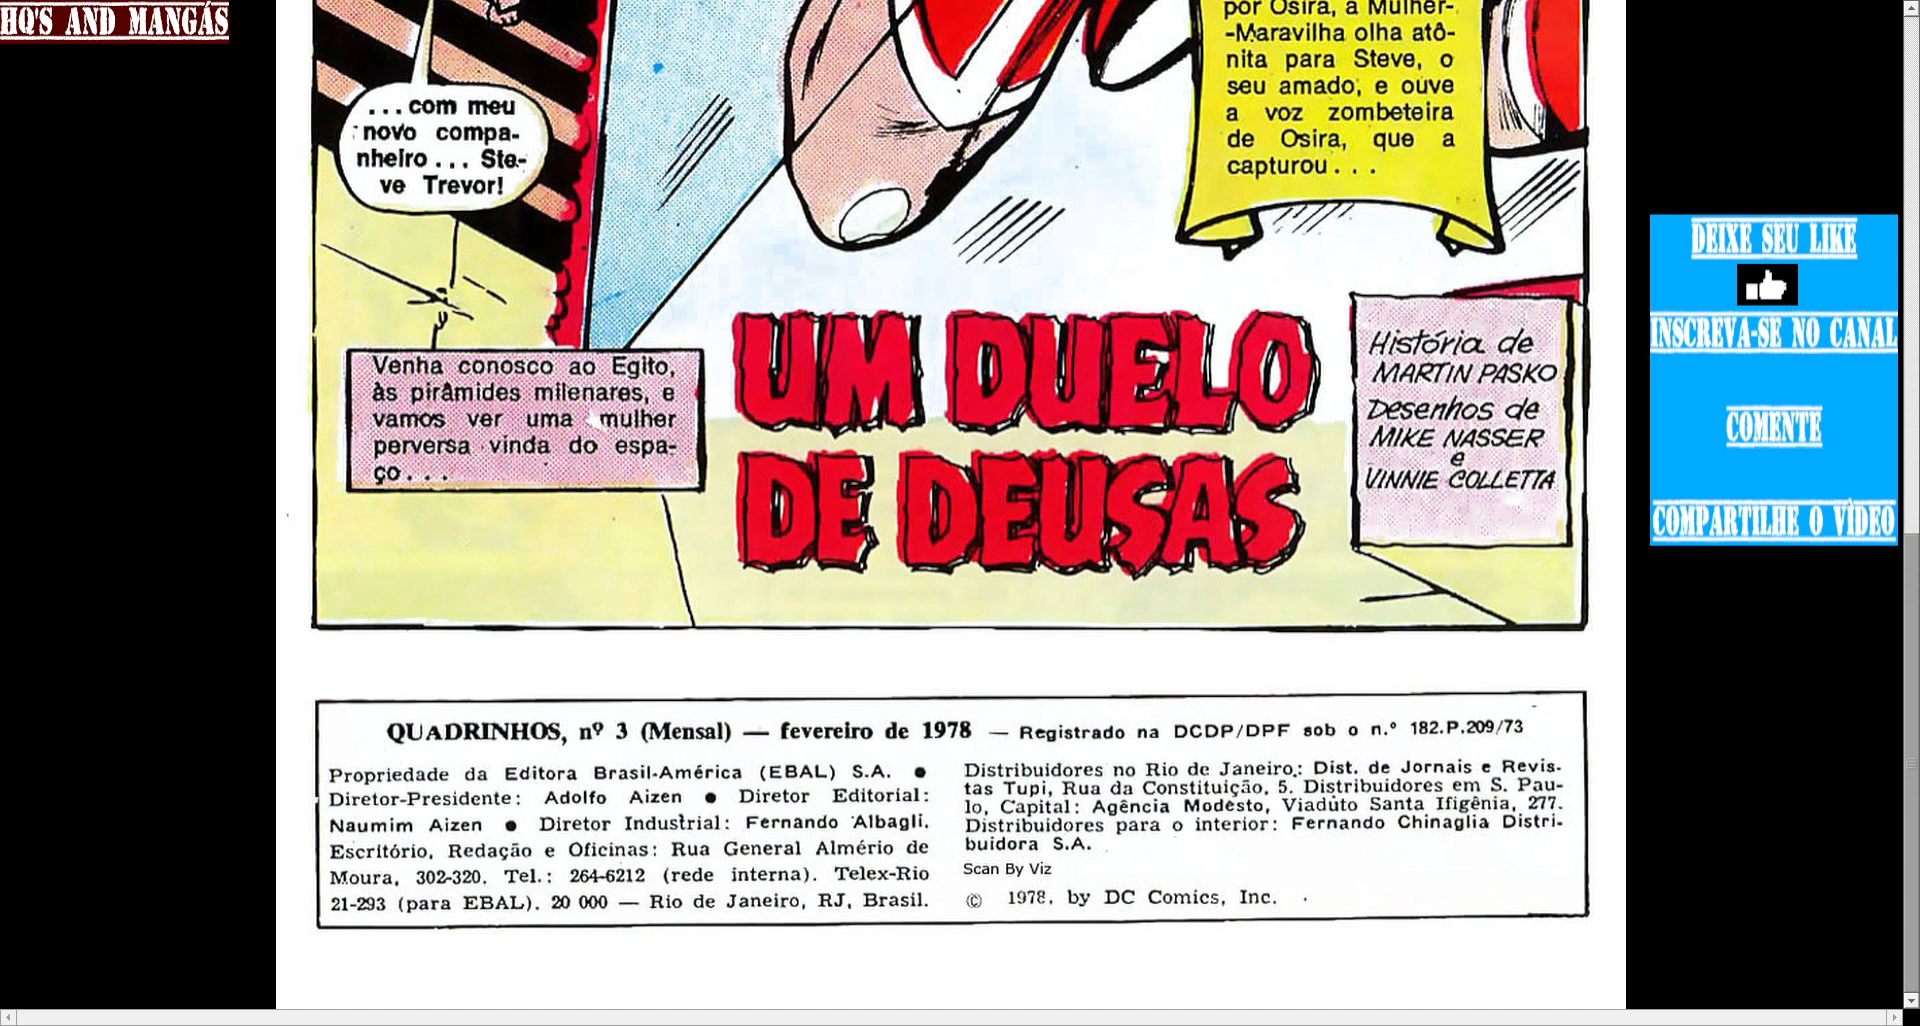 HQ'S AND MANGÁS
...com meu
novo compa-
nheiro... Ste-
ve Trevor!
por Osira, a Mulher-
-Maravilha olha atô-
nita para Steve, o
seu amado, e ouve
a voz zombeteira
de Osira, que a
capturou...
Venha conosco ao Egito,
às pirâmides milenares, e
vamos ver uma mulher
perversa vinda do espa-
ço...
UM DUELO
DE DEUSAS
História de
MARTIN PASKO
Desenhos de
MIKE NASSER
e
VINNIE COLLETTA
DEIXE SEU LIKE
INSCREVA-SE NO CANAL
COMENTE
COMPARTILHE O VÍDEO
QUADRINHOS, nº 3 (Mensal) — fevereiro de 1978 — Registrado na DCDP/DPF sob o n.º 182.P.209/73
Propriedade da Editora Brasil-América (EBAL) S.A. ●
Diretor-Presidente: Adolfo Aizen ● Diretor Editorial:
Naumim Aizen ● Diretor Industrial: Fernando Albagli.
Escritório, Redação e Oficinas: Rua General Almério de
Moura, 302-320. Tel.: 264-6212 (rede interna). Telex-Rio
21-293 (para EBAL). 20 000 — Rio de Janeiro, RJ, Brasil.
Distribuidores no Rio de Janeiro: Dist. de Jornais e Revis-
tas Tupi, Rua da Constituição, 5. Distribuidores em S. Pau-
lo, Capital: Agência Modesto, Viaduto Santa Ifigênia, 277.
Distribuidores para o interior: Fernando Chinaglia Distri-
buidora S.A.
Scan By Viz
© 1978, by DC Comics, Inc.